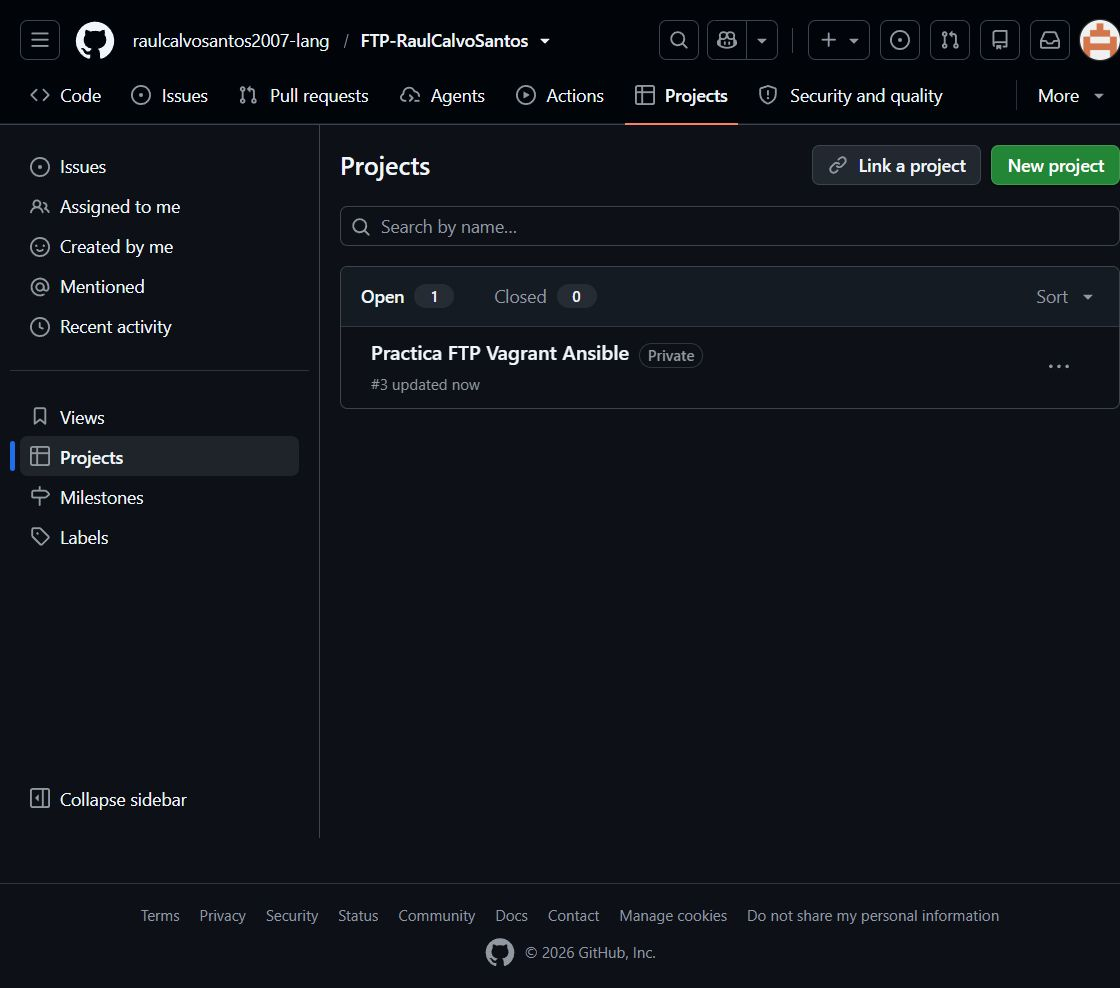 raulcalvosantos2007-lang / FTP-RaulCalvoSantos
Code Issues Pull requests Agents Actions Projects Security and quality More
Issues
Assigned to me
Created by me
Mentioned
Recent activity
Views
Projects
Milestones
Labels
Collapse sidebar
Projects
Link a project New project
Search by name...
Open 1 Closed 0 Sort
Practica FTP Vagrant Ansible Private
#3 updated now
Terms Privacy Security Status Community Docs Contact Manage cookies Do not share my personal information
© 2026 GitHub, Inc.